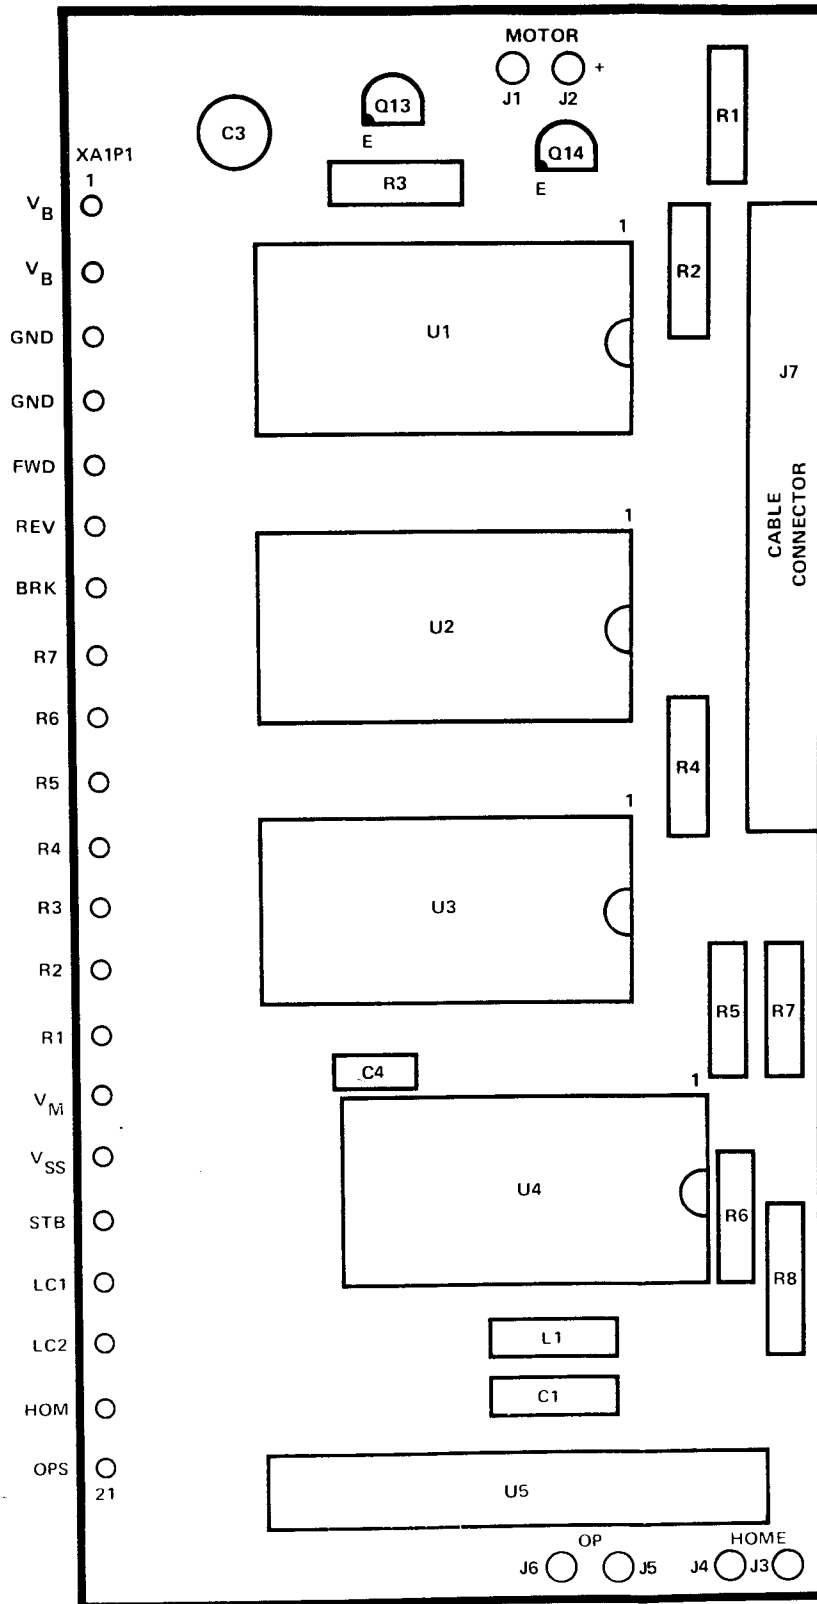 MOTOR
+
J1 J2
Q13
E
C3
Q14
E
R1
XA1P1
1
R3
V_B
1
R2
V_B
U1
GND
J7
GND
FWD
CABLE
CONNECTOR
REV
1
BRK
U2
R7
R6
R4
R5
1
R4
R3
U3
R2
R5 R7
R1
C4
1
V_M
V_SS
U4
STB
R6
LC1
R8
LC2
L1
HOM
C1
OPS
21
U5
OP HOME
J6 J5 J4 J3